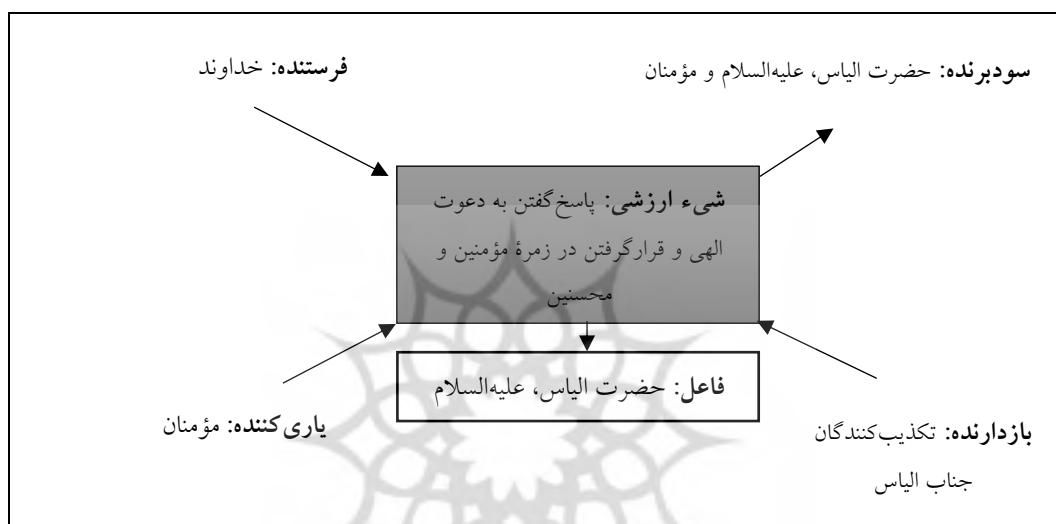 سودبرنده: حضرت الیاس، علیه‌السلام و مؤمنان
فرستنده: خداوند
شیء ارزشی: پاسخ‌گفتن به دعوت
الهی و قرارگرفتن در زمرۀ مؤمنین و
محسنین
فاعل: حضرت الیاس، علیه‌السلام
بازدارنده: تکذیب‌کنندگان
جناب الیاس
یاری‌کننده: مؤمنان